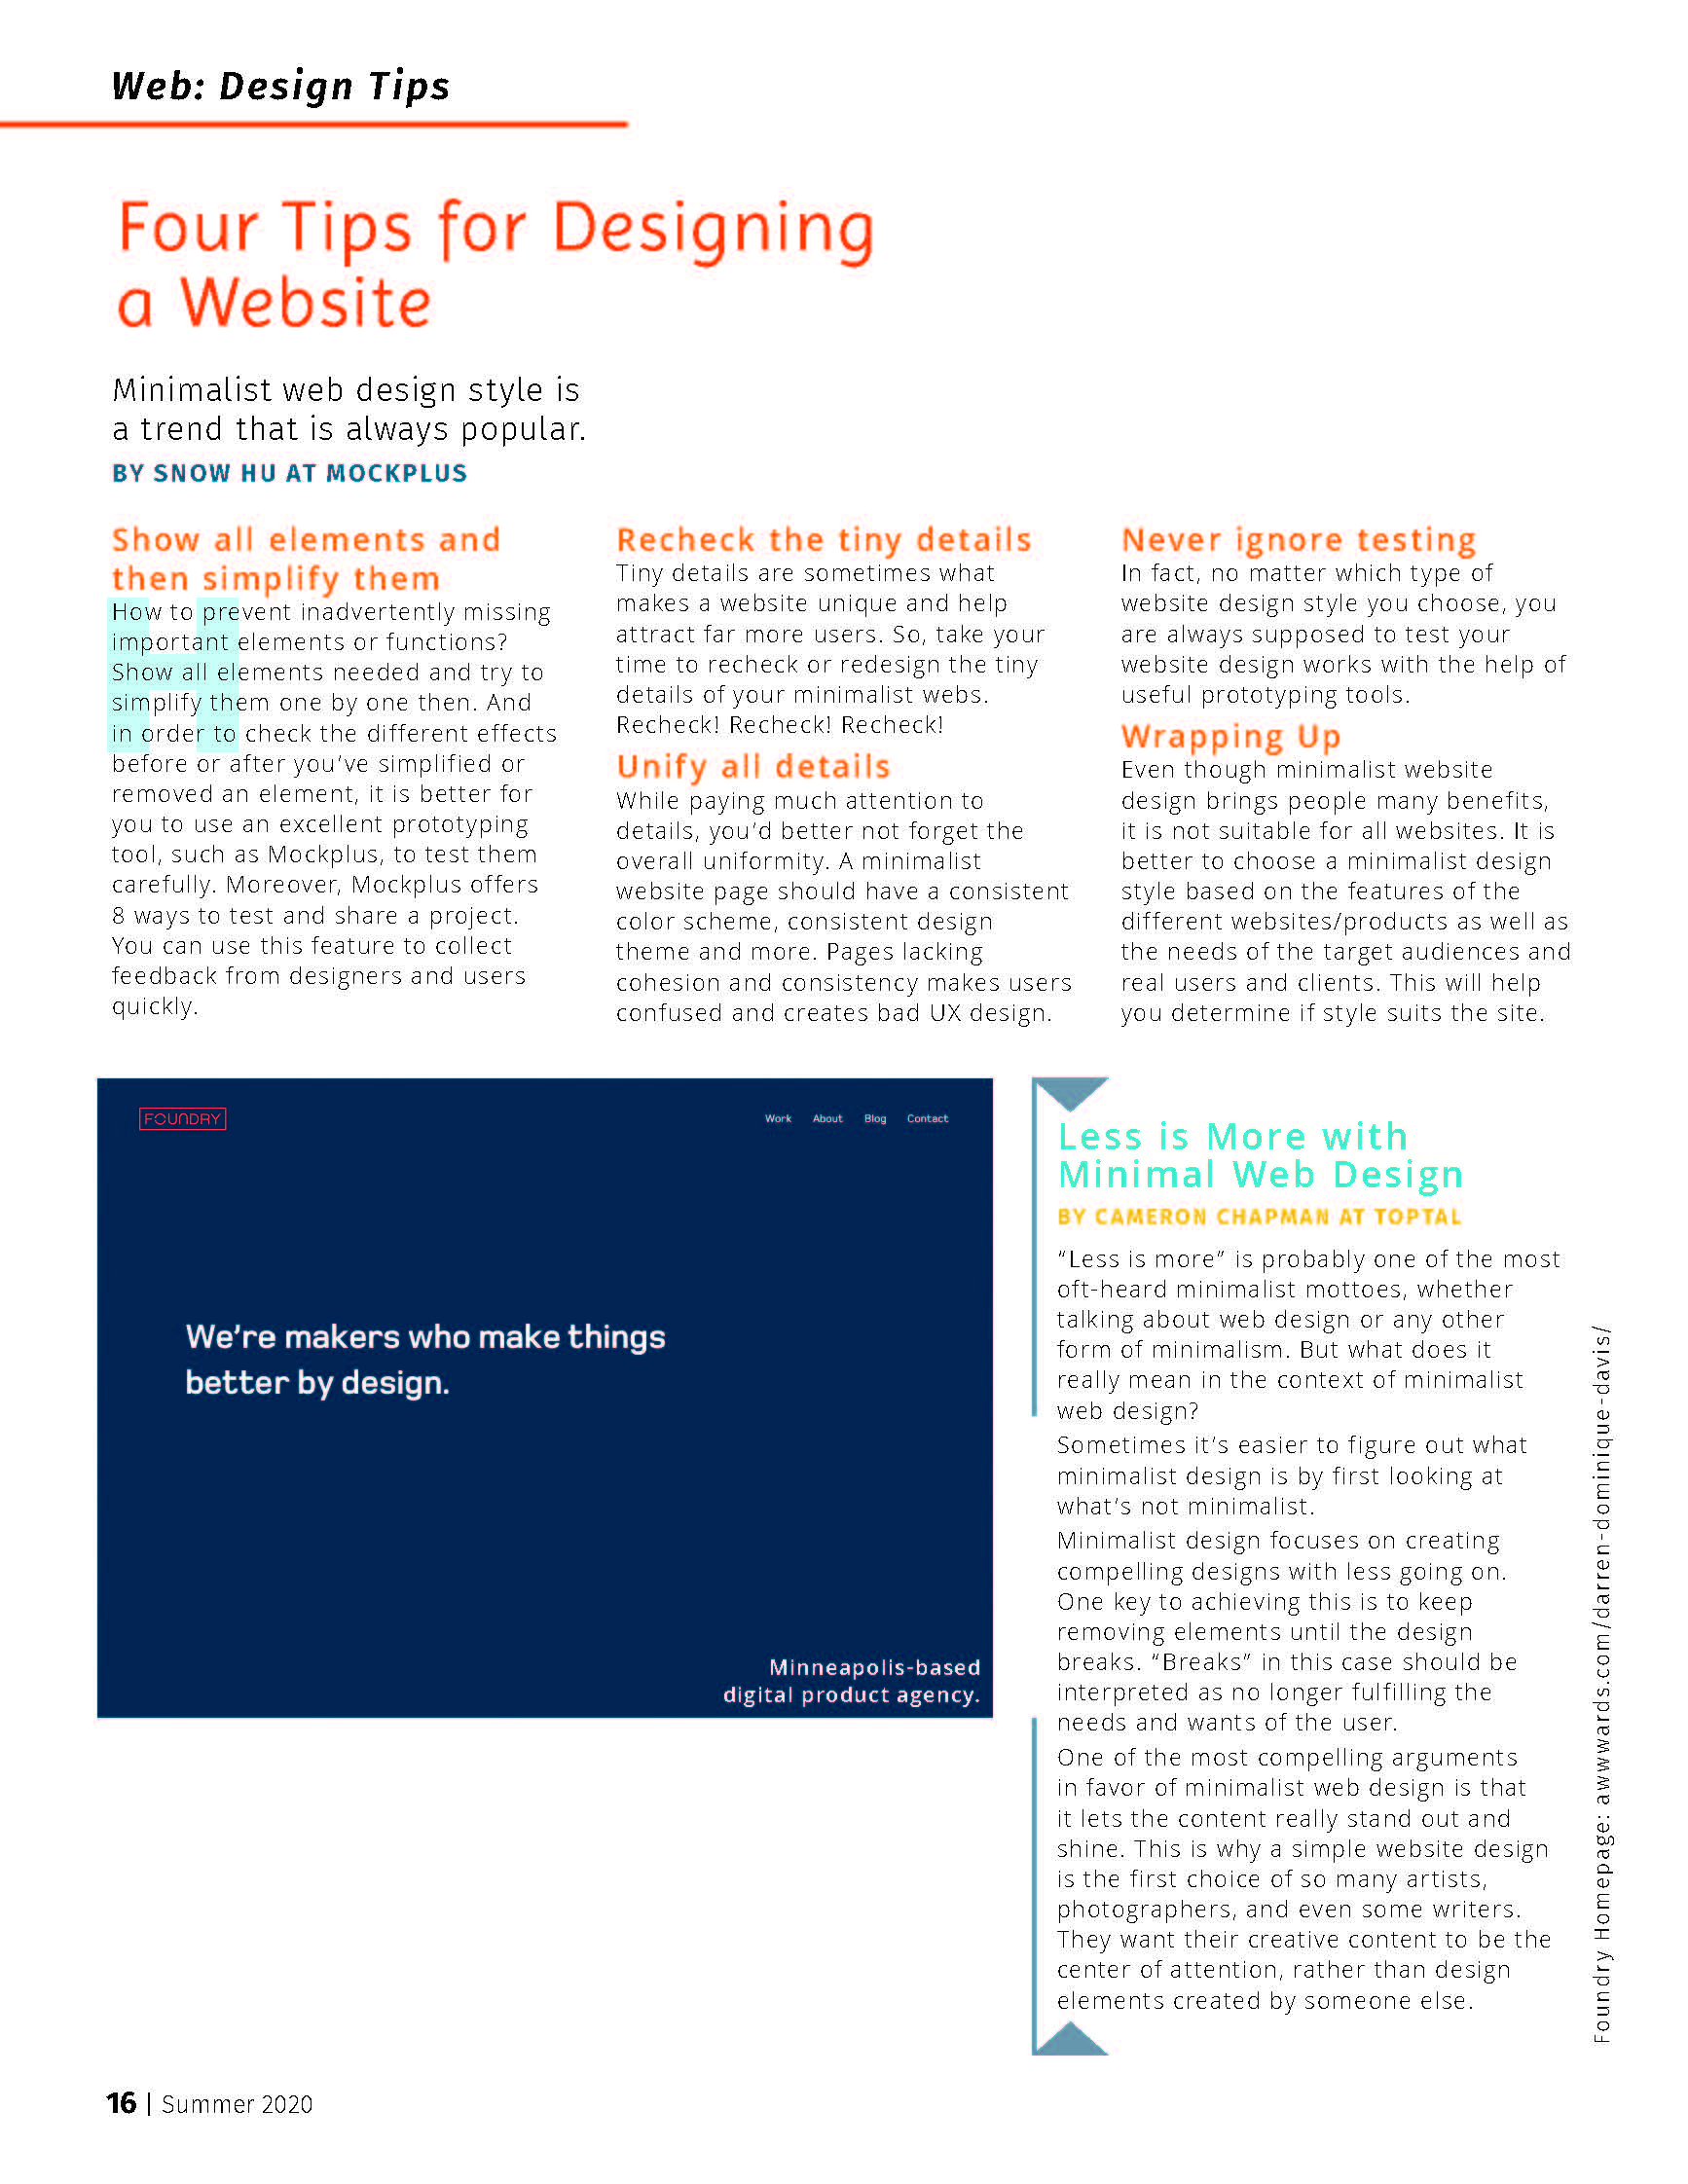 Web: Design Tips
Four Tips for Designing
a Website
Minimalist web design style is
a trend that is always popular.
BY SNOW HU AT MOCKPLUS
Show all elements and
then simplify them
How to prevent inadvertently missing
important elements or functions?
Show all elements needed and try to
simplify them one by one then. And
in order to check the different effects
before or after you've simplified or
removed an element, it is better for
you to use an excellent prototyping
tool, such as Mockplus, to test them
carefully. Moreover, Mockplus offers
8 ways to test and share a project.
You can use this feature to collect
feedback from designers and users
quickly.
Recheck the tiny details
Tiny details are sometimes what
makes a website unique and help
attract far more users. So, take your
time to recheck or redesign the tiny
details of your minimalist webs.
Recheck! Recheck! Recheck!
Unify all details
While paying much attention to
details, you'd better not forget the
overall uniformity. A minimalist
website page should have a consistent
color scheme, consistent design
theme and more. Pages lacking
cohesion and consistency makes users
confused and creates bad UX design.
Never ignore testing
In fact, no matter which type of
website design style you choose, you
are always supposed to test your
website design works with the help of
useful prototyping tools.
Wrapping Up
Even though minimalist website
design brings people many benefits,
it is not suitable for all websites. It is
better to choose a minimalist design
style based on the features of the
different websites/products as well as
the needs of the target audiences and
real users and clients. This will help
you determine if style suits the site.
FOUNDRY
Work About Blog Contact
We're makers who make things
better by design.
Minneapolis-based
digital product agency.
Less is More with
Minimal Web Design
BY CAMERON CHAPMAN AT TOPTAL
"Less is more" is probably one of the most
oft-heard minimalist mottoes, whether
talking about web design or any other
form of minimalism. But what does it
really mean in the context of minimalist
web design?
Sometimes it's easier to figure out what
minimalist design is by first looking at
what's not minimalist.
Minimalist design focuses on creating
compelling designs with less going on.
One key to achieving this is to keep
removing elements until the design
breaks. "Breaks" in this case should be
interpreted as no longer fulfilling the
needs and wants of the user.
One of the most compelling arguments
in favor of minimalist web design is that
it lets the content really stand out and
shine. This is why a simple website design
is the first choice of so many artists,
photographers, and even some writers.
They want their creative content to be the
center of attention, rather than design
elements created by someone else.
Foundry Homepage: awwwards.com/darren-dominique-davis/
16 | Summer 2020